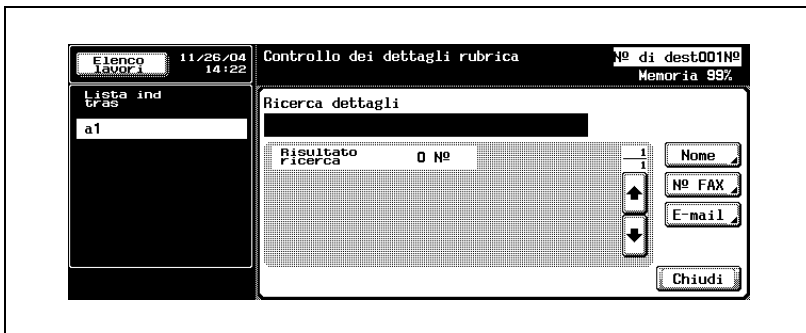 Elenco
lavori
11/26/04
14:22
Controllo dei dettagli rubrica
Nº di dest001Nº
Memoria 99%
Lista ind
tras
a1
Ricerca dettagli
Risultato
ricerca
0 Nº
1
1
Nome
Nº FAX
E-mail
Chiudi